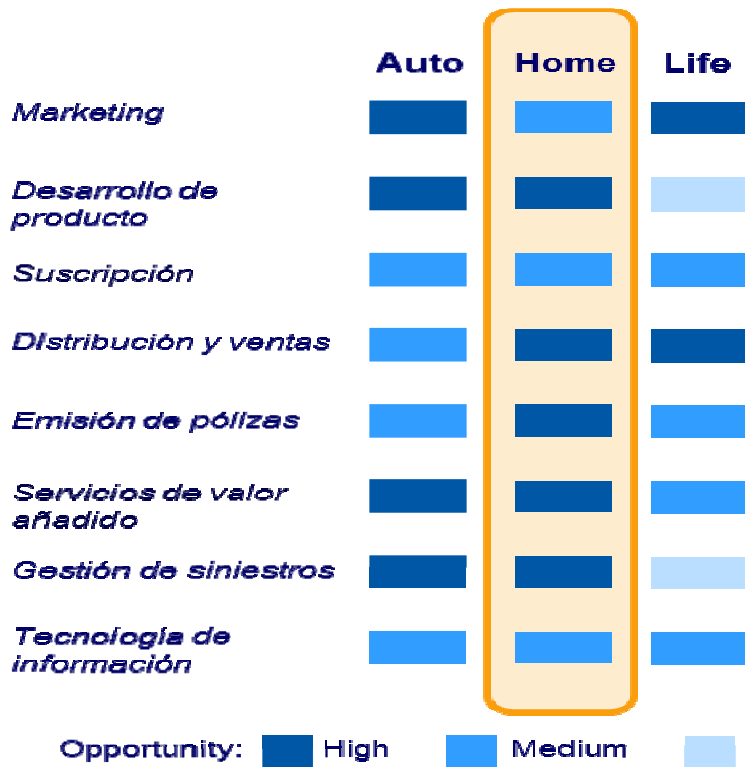 Auto Home Life
Marketing
Desarrollo de
producto
Suscripción
Distribución y ventas
Emisión de pólizas
Servicios de valor
añadido
Gestión de siniestros
Tecnología de
información
Opportunity: High Medium